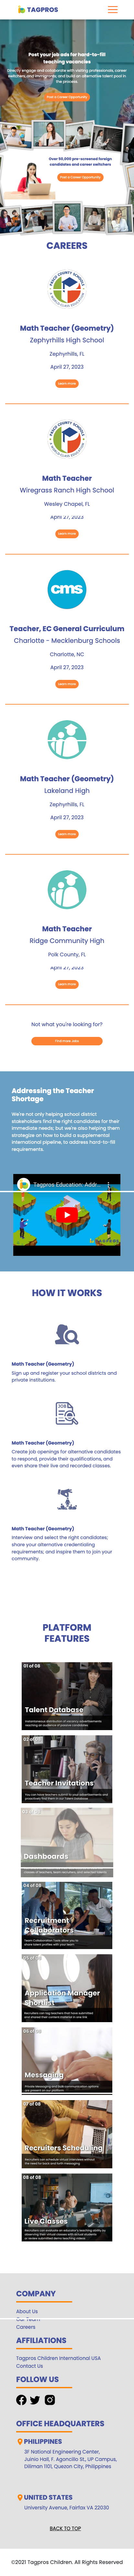 TAGPROS
Post your job ads for hard-to-fill
teaching vacancies
Directly engage and collaborate with visiting professionals, career
switchers, and interns, and build an alternative talent pool in
the process.
Post a Career Opportunity
Over 60,000 pre-screened foreign
candidates and career switchers
Post a Career Opportunity
CAREERS
Math Teacher (Geometry)
Zephyrhills High School
Zephyrhills, FL
April 27, 2023
Learn more
Math Teacher
Wiregrass Ranch High School
Wesley Chapel, FL
April 27, 2023
Learn more
cms
Teacher, EC General Curriculum
Charlotte - Mecklenburg Schools
Charlotte, NC
April 27, 2023
Learn more
Math Teacher (Geometry)
Lakeland High
Zephyrhills, FL
April 27, 2023
Learn more
Math Teacher
Ridge Community High
Polk County, FL
April 27, 2023
Learn more
Not what you're looking for?
Find more Jobs
Addressing the Teacher
Shortage
We're not only helping school district
stakeholders find the right candidates for their
immediate needs; but we're also helping them
strategize on how to build a supplemental
international pipeline, to address hard-to-fill
requirements.
Tagpros Education: Addr...
HOW IT WORKS
Math Teacher (Geometry)
Sign up and register your school districts and
private institutions.
JOB
Math Teacher (Geometry)
Create job openings for alternative candidates
to respond, provide their qualifications, and
even share their live and recorded classes.
Math Teacher (Geometry)
Interview and select the right candidates;
share your alternative credentialing
requirements; and inspire them to join your
community.
PLATFORM
FEATURES
01 of 08
Talent Database
02 of 08
Teacher Invitations
03 of 08
Dashboards
04 of 08
Recruitment
Collaborators
05 of 08
Application Manager
Shortlist
06 of 08
Messaging
07 of 08
Recruiters Scheduling
08 of 08
Live Classes
COMPANY
About Us
Our Team
Careers
AFFILIATIONS
Tagpros Children International USA
Contact Us
FOLLOW US
OFFICE HEADQUARTERS
PHILIPPINES
3F National Engineering Center,
Juinio Hall, F. Agoncillo St., UP Campus,
Diliman 1101, Quezon City, Philippines
UNITED STATES
University Avenue, Fairfax VA 22030
BACK TO TOP
©2021 Tagpros Children. All Rights Reserved